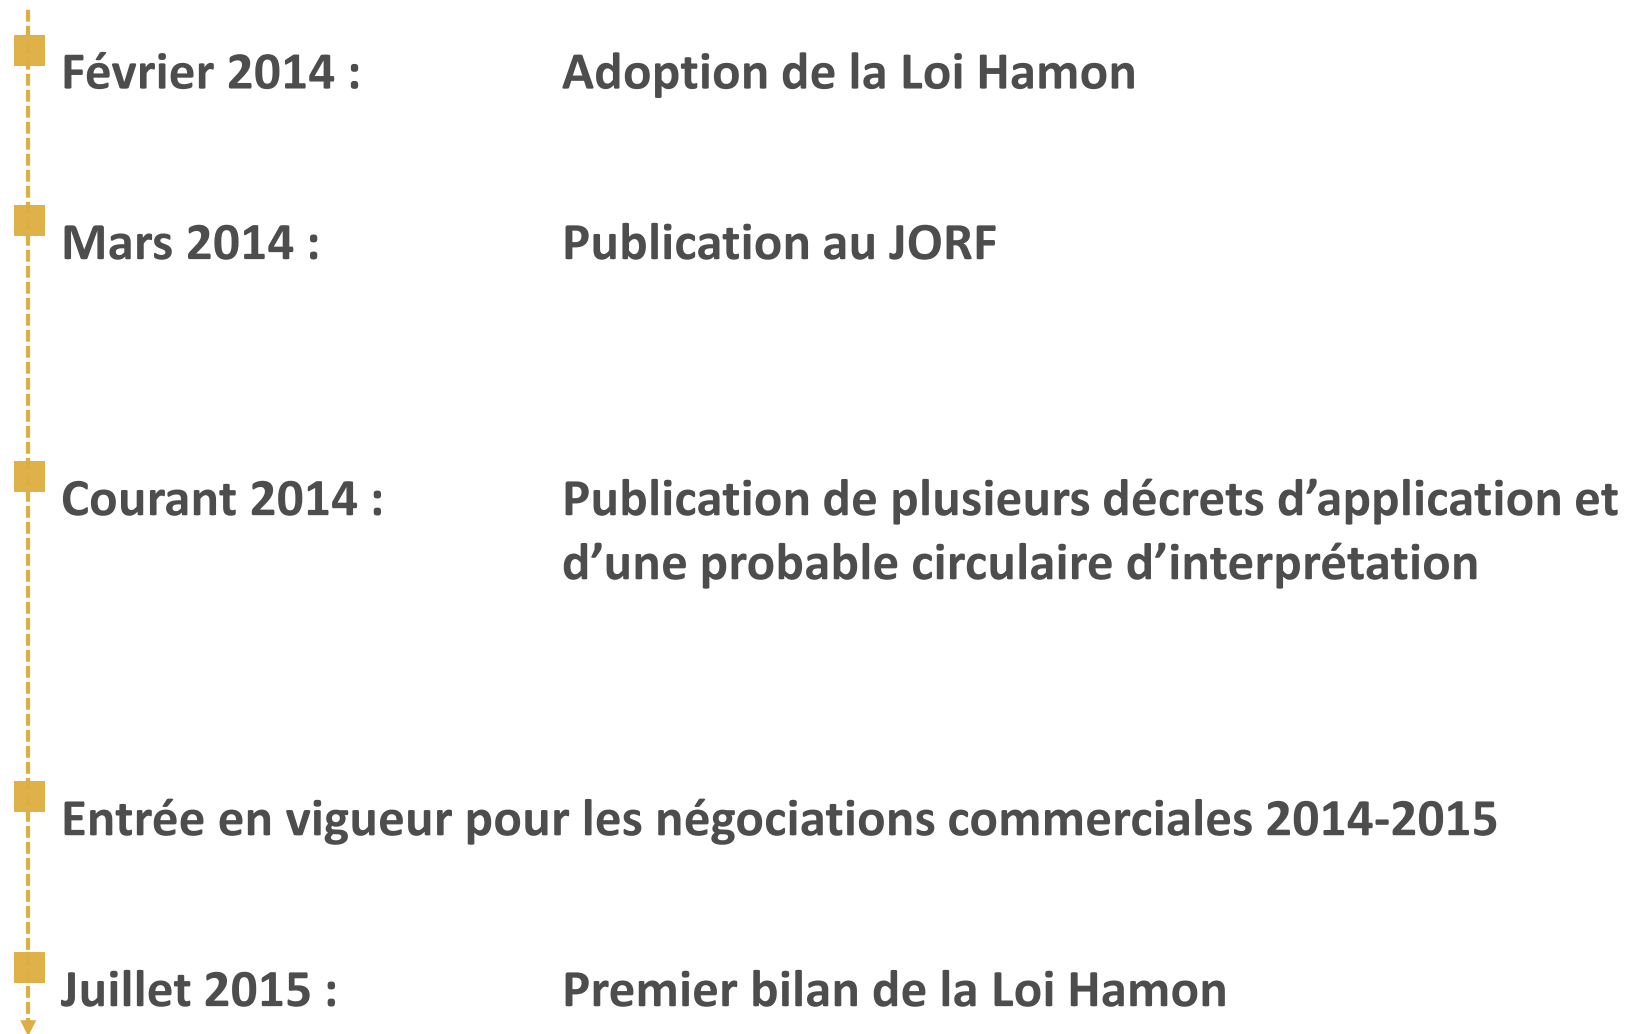 Février 2014 : Adoption de la Loi Hamon
Mars 2014 : Publication au JORF
Courant 2014 : Publication de plusieurs décrets d’application et
d’une probable circulaire d’interprétation
Entrée en vigueur pour les négociations commerciales 2014-2015
Juillet 2015 : Premier bilan de la Loi Hamon